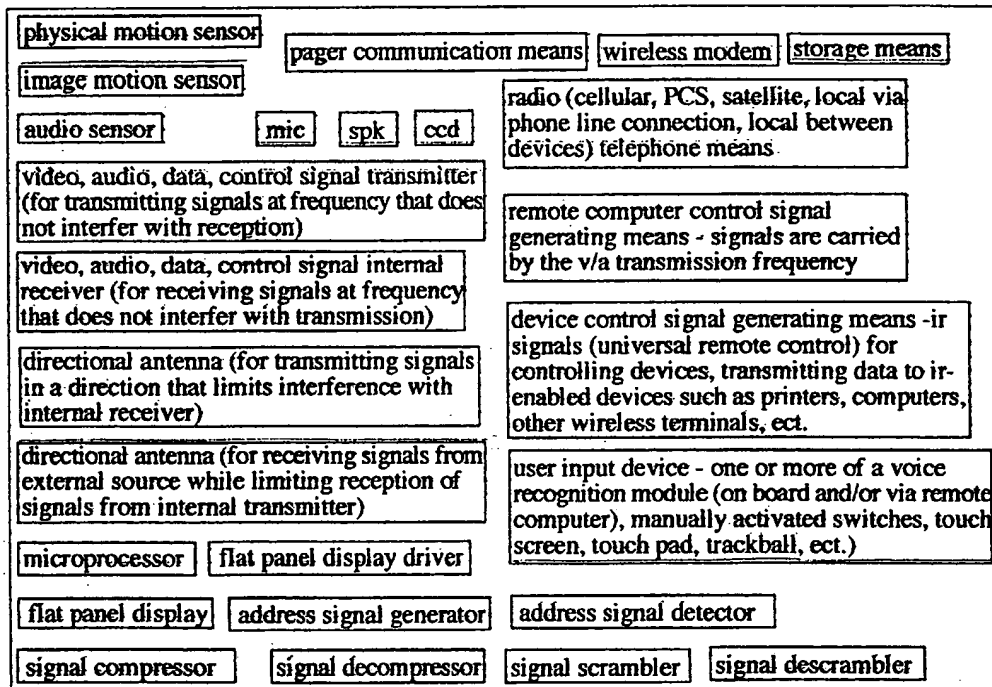 physical motion sensor
pager communication means
wireless modem
storage means
image motion sensor
audio sensor
mic
spk
ccd
radio (cellular, PCS, satellite, local via
phone line connection, local between
devices) telephone means
video, audio, data, control signal transmitter
(for transmitting signals at frequency that does
not interfer with reception)
remote computer control signal
generating means - signals are carried
by the v/a transmission frequency
video, audio, data, control signal internal
receiver (for receiving signals at frequency
that does not interfer with transmission)
device control signal generating means -ir
signals (universal remote control) for
controlling devices, transmitting data to ir-
enabled devices such as printers, computers,
other wireless terminals, ect.
directional antenna (for transmitting signals
in a direction that limits interference with
internal receiver)
directional antenna (for receiving signals from
external source while limiting reception of
signals from internal transmitter)
user input device - one or more of a voice
recognition module (on board and/or via remote
computer), manually activated switches, touch
screen, touch pad, trackball, ect.)
microprocessor
flat panel display driver
flat panel display
address signal generator
address signal detector
signal compressor
signal decompressor
signal scrambler
signal descrambler